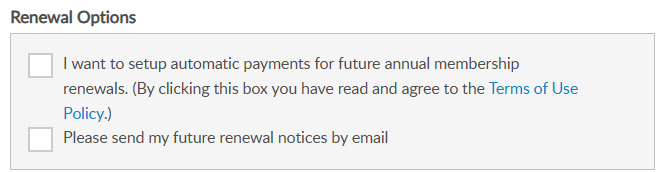 Renewal Options
I want to setup automatic payments for future annual membership
renewals. (By clicking this box you have read and agree to the Terms of Use
Policy.)
Please send my future renewal notices by email